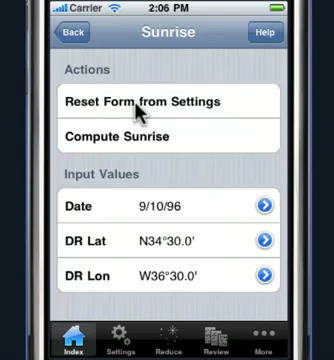 Carrier 2:06 PM
Back Sunrise Help
Actions
Reset Form from Settings
Compute Sunrise
Input Values
Date 9/10/96
DR Lat N34°30.0'
DR Lon W36°30.0'
Index Settings Reduce Review More